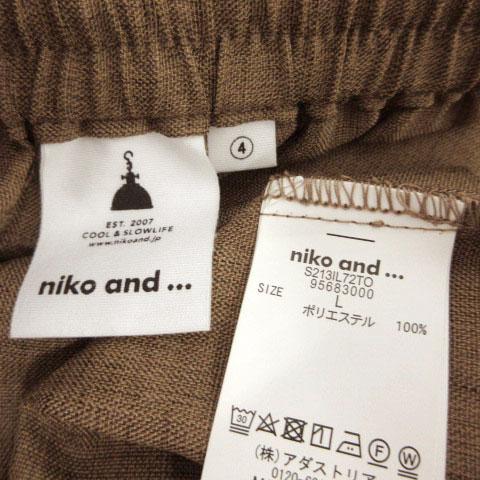 ④
EST. 2007
COOL & SLOWLIFE
www.nikoand.jp
niko and ...
niko and ...
S213IL72TO
95683000
SIZE L
ポリエステル 100%
30
F W
(株)アダストリア